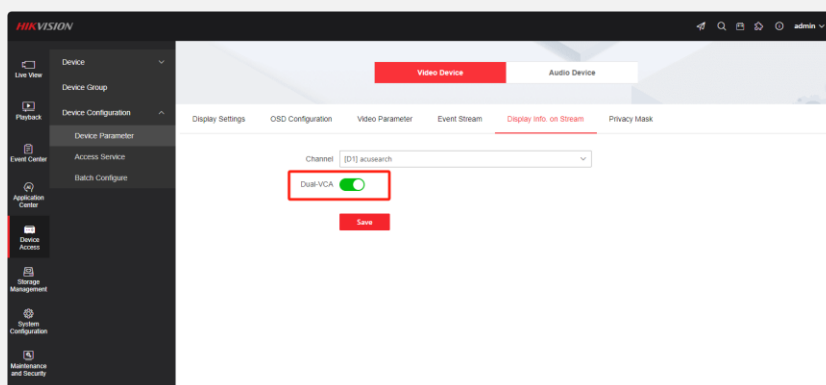 HIKVISION
admin
Live View
Playback
Event Center
Application
Center
Device
Access
Storage
Management
System
Configuration
Maintenance
and Security
Device
Device Group
Device Configuration
Device Parameter
Access Service
Batch Configure
Video Device
Audio Device
Display Settings
OSD Configuration
Video Parameter
Event Stream
Display Info. on Stream
Privacy Mask
Channel
[D1] acusearch
Dual-VCA
Save